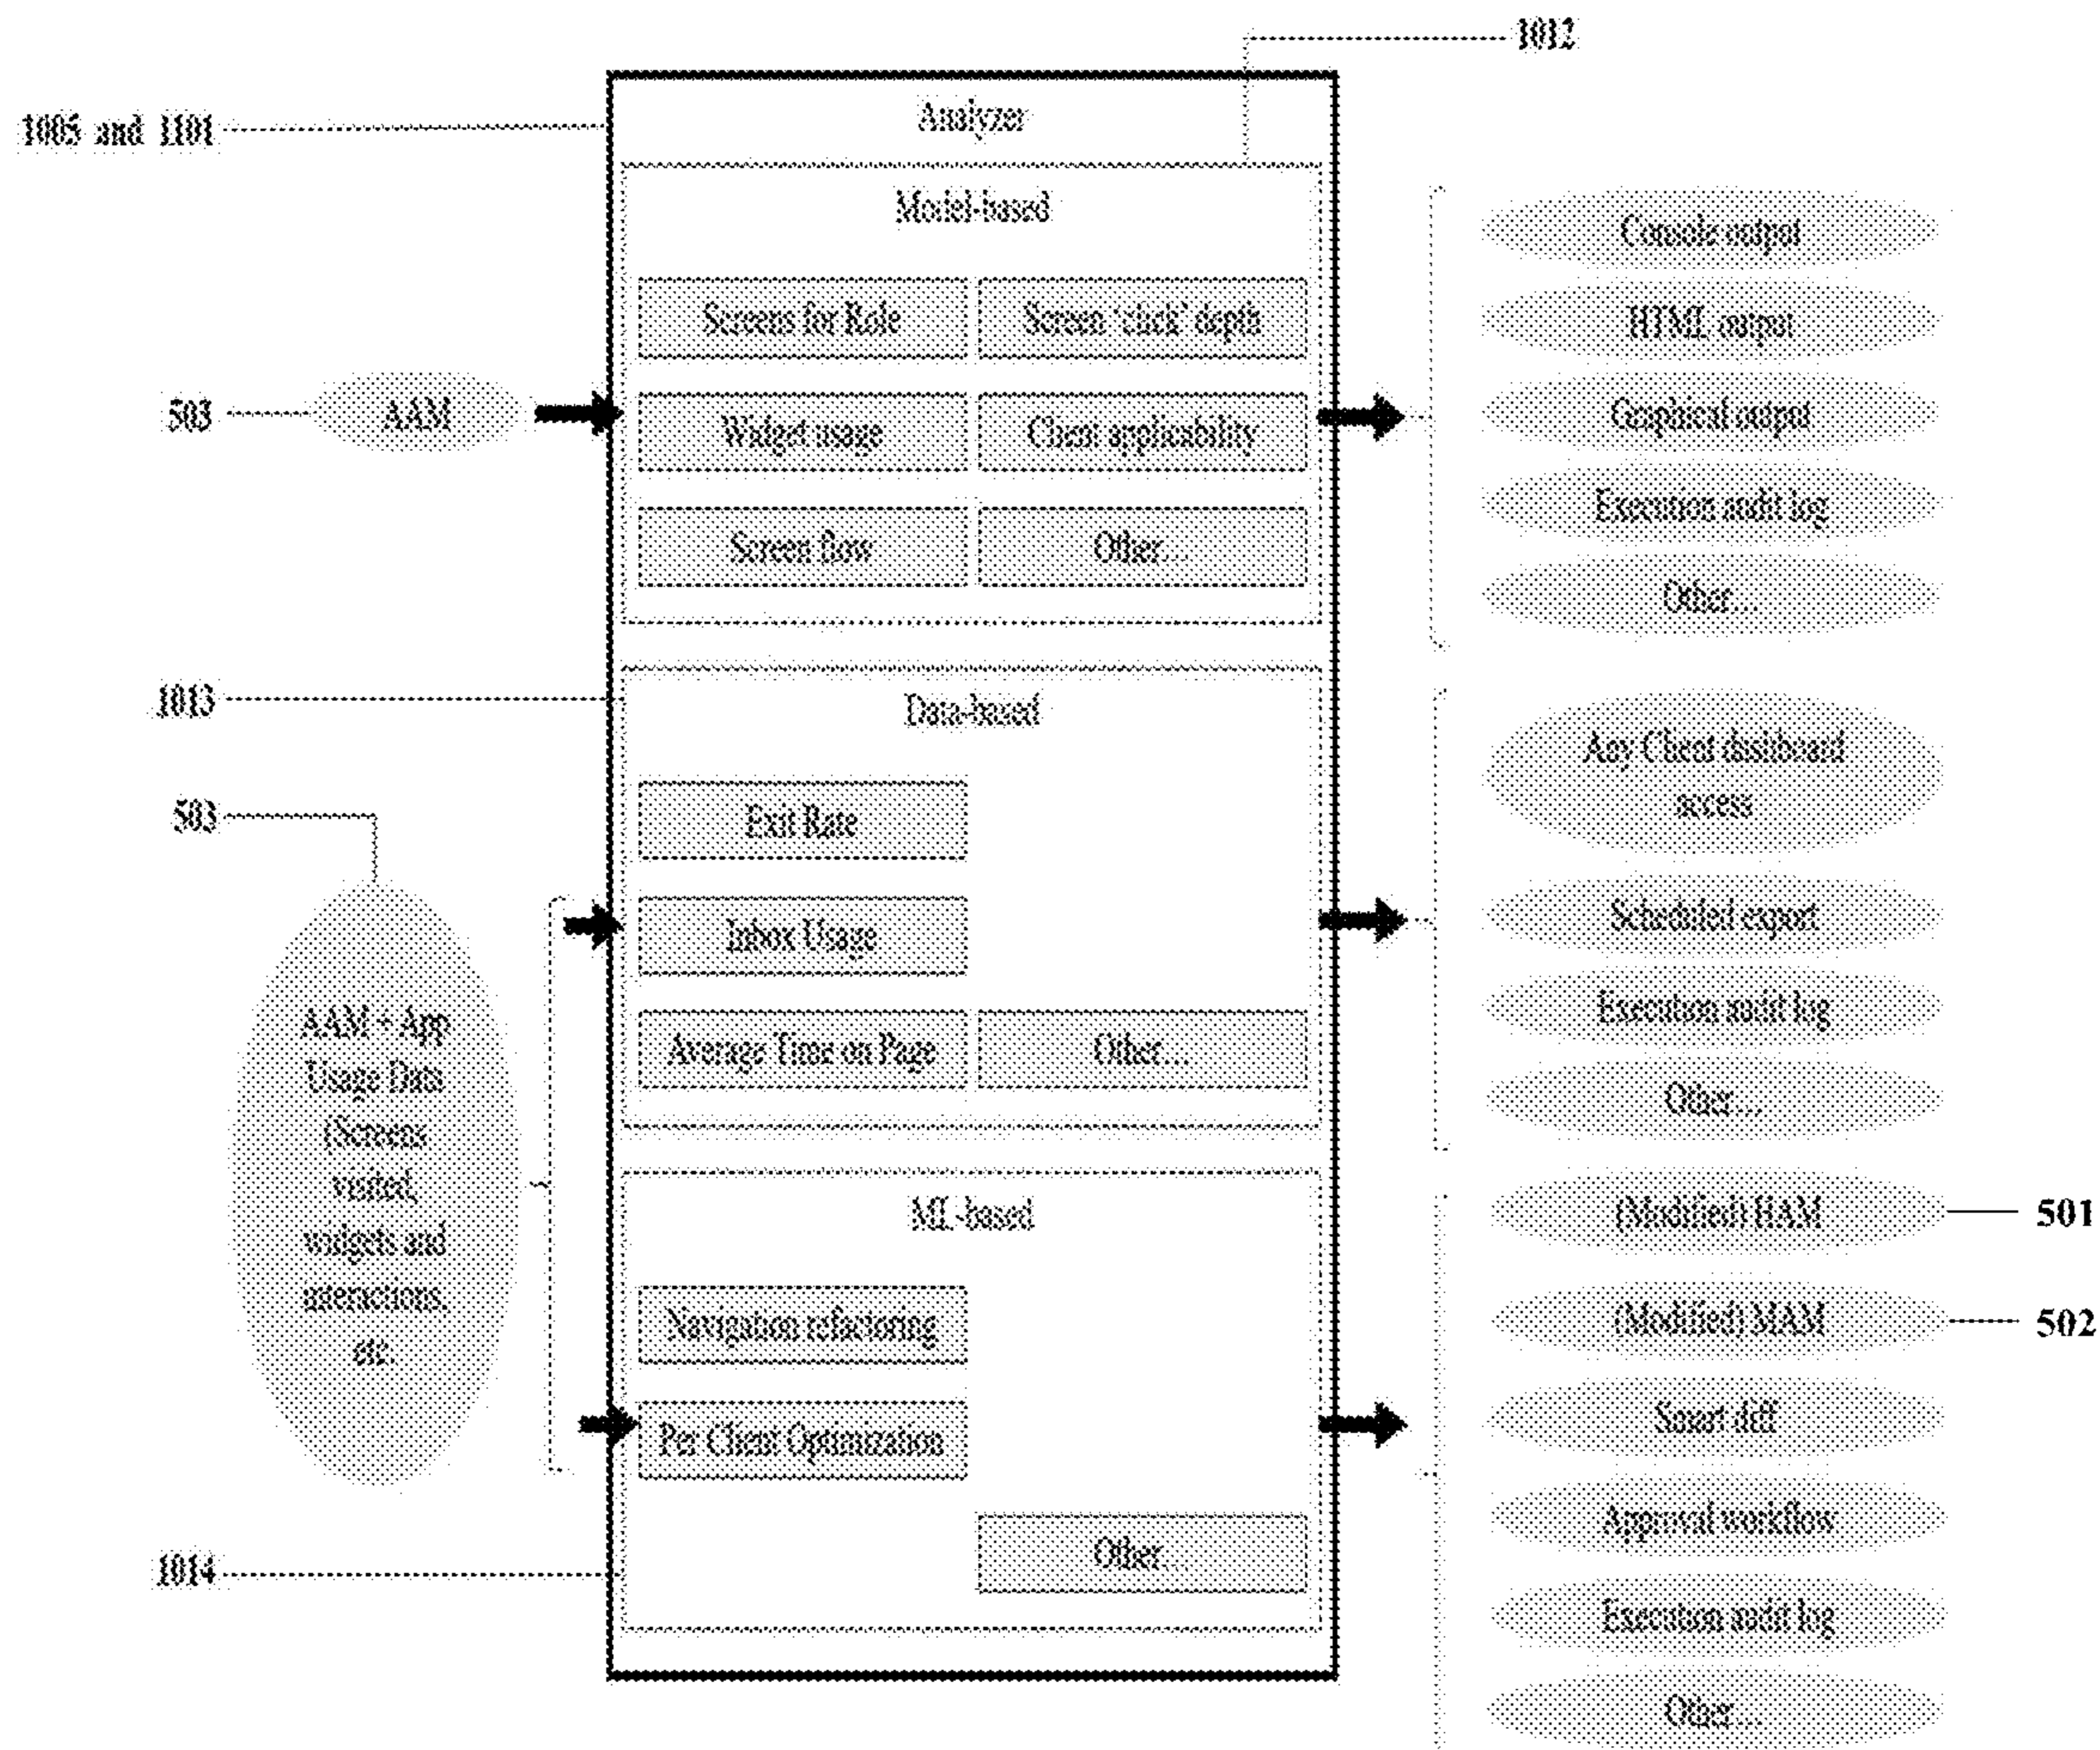 1012
1005 and 1101
Analyzer
Model-based
Screens for Role
Screen 'click' depth
Widget usage
Client applicability
Screen flow
Other...
503
AAM
Console output
HTML output
Graphical output
Execution audit log
Other...
1013
Data-based
Exit Rate
Inbox Usage
Average Time on Page
Other...
503
AAM + App
Usage Data
(Screens
visited,
widgets and
interactions,
etc.
Any Client dashboard
access
Scheduled export
Execution audit log
Other...
ML-based
Navigation refactoring
Per Client Optimization
Other...
1014
(Modified) HAM
501
(Modified) MAM
502
Smart diff
Approval workflow
Execution audit log
Other...